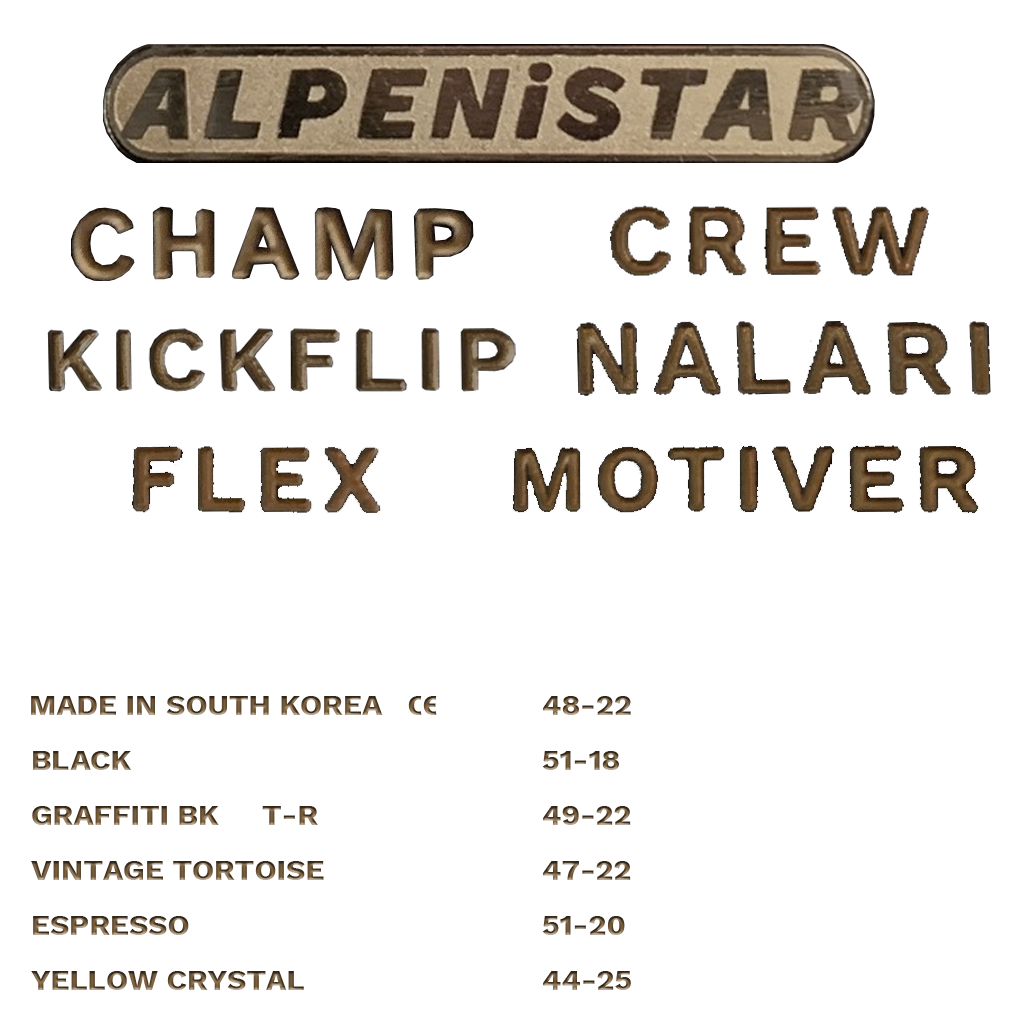 ALPENiSTAR
CHAMP CREW
KICKFLIP NALARI
FLEX MOTIVER
MADE IN SOUTH KOREA CE 48-22
BLACK 51-18
GRAFFITI BK T-R 49-22
VINTAGE TORTOISE 47-22
ESPRESSO 51-20
YELLOW CRYSTAL 44-25